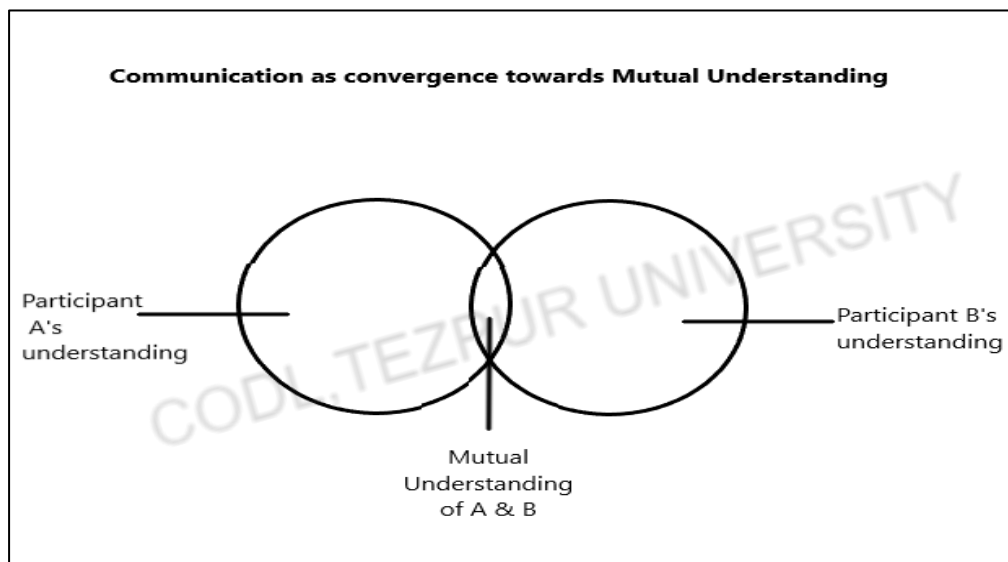 Communication as convergence towards Mutual Understanding
CODL, TEZPUR UNIVERSITY
Participant
A's
understanding
Participant B's
understanding
Mutual
Understanding
of A & B